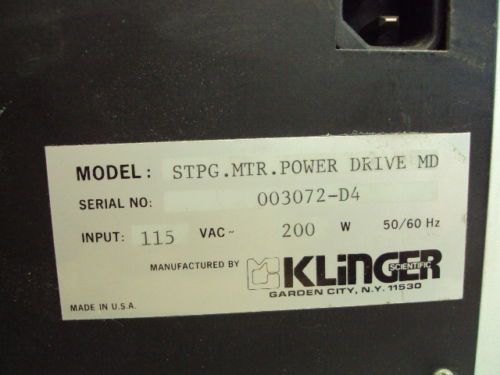 MODEL: STPG.MTR.POWER DRIVE MD
SERIAL NO: 003072-D4
INPUT: 115 VAC~ 200 W 50/60 Hz
MANUFACTURED BY KLINGER SCIENTIFIC
GARDEN CITY, N.Y. 11530
MADE IN U.S.A.